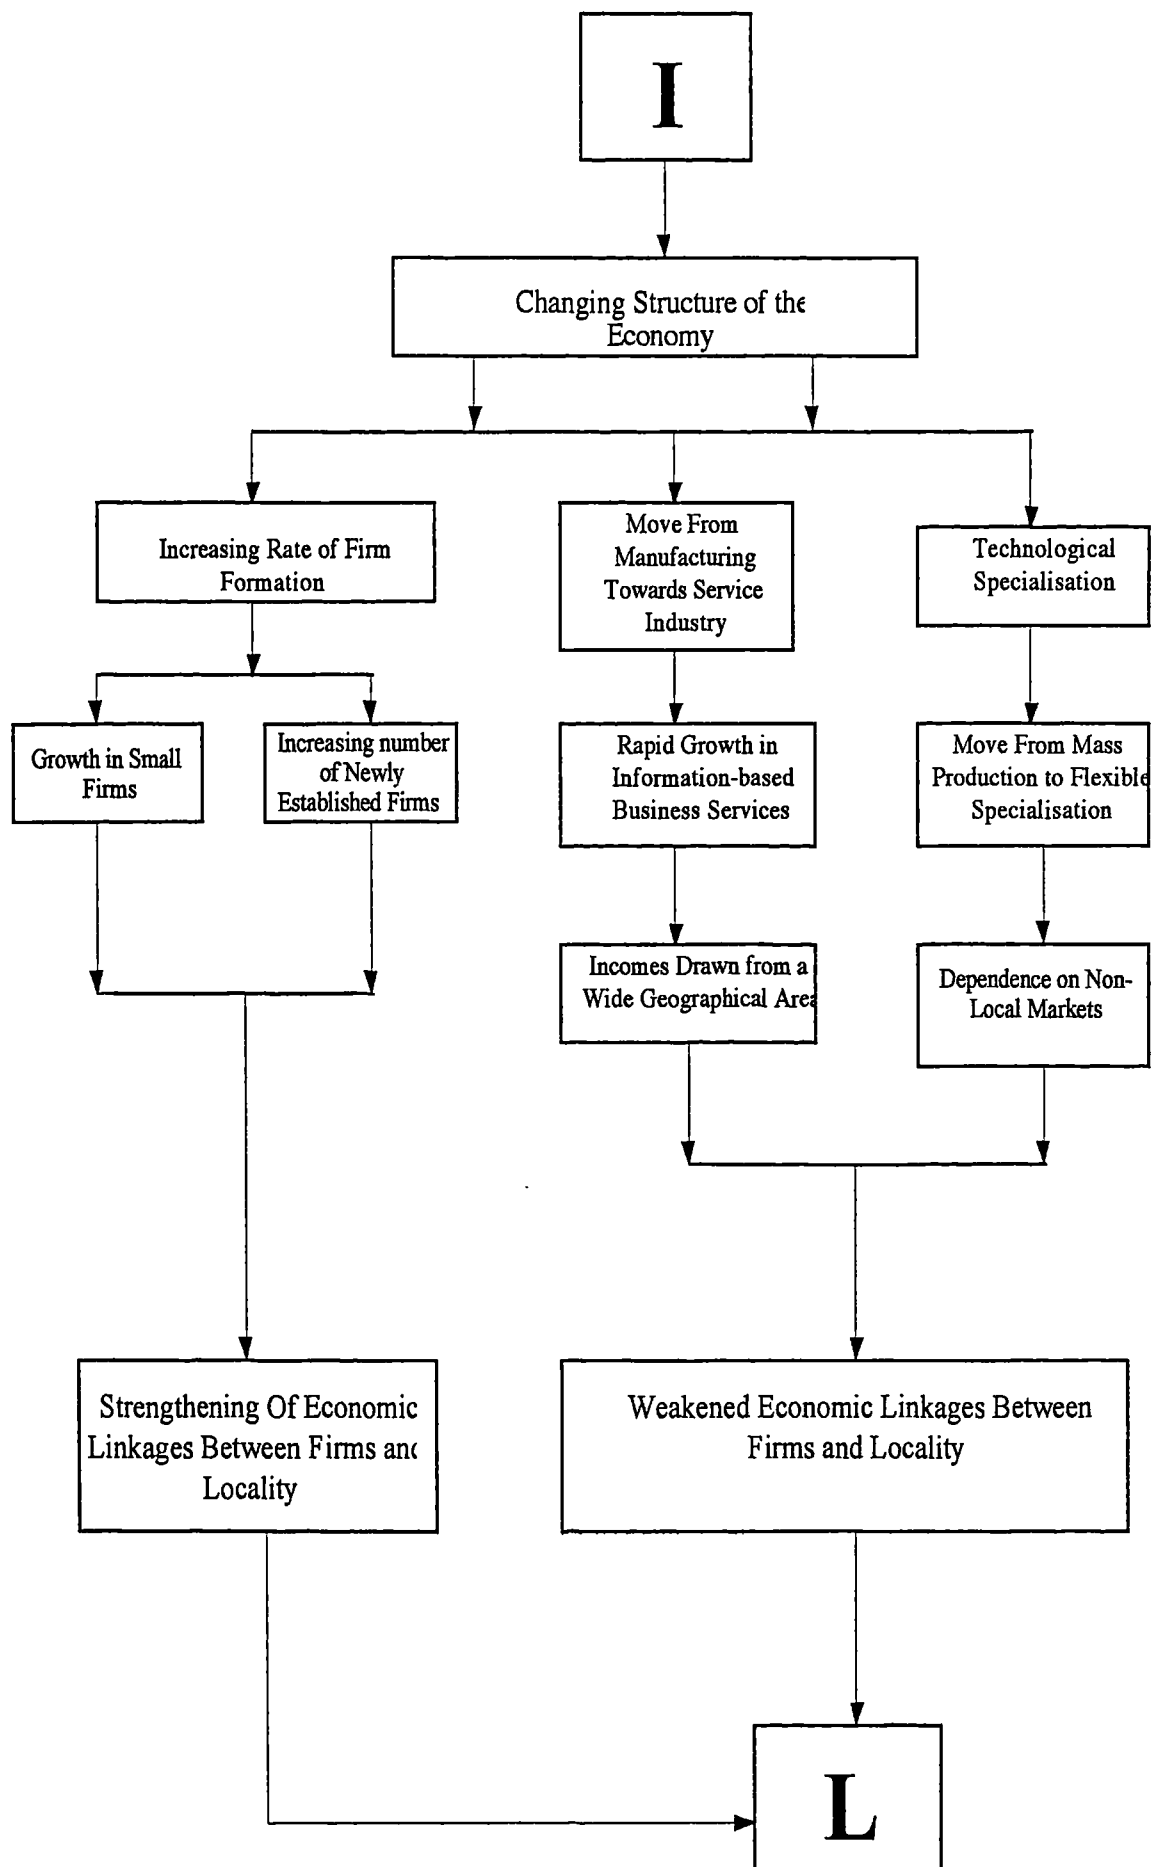 I
Changing Structure of the
Economy
Increasing Rate of Firm
Formation
Move From
Manufacturing
Towards Service
Industry
Technological
Specialisation
Growth in Small
Firms
Increasing number
of Newly
Established Firms
Rapid Growth in
Information-based
Business Services
Move From Mass
Production to Flexible
Specialisation
Incomes Drawn from a
Wide Geographical Area
Dependence on Non-
Local Markets
Strengthening Of Economic
Linkages Between Firms and
Locality
Weakened Economic Linkages Between
Firms and Locality
L